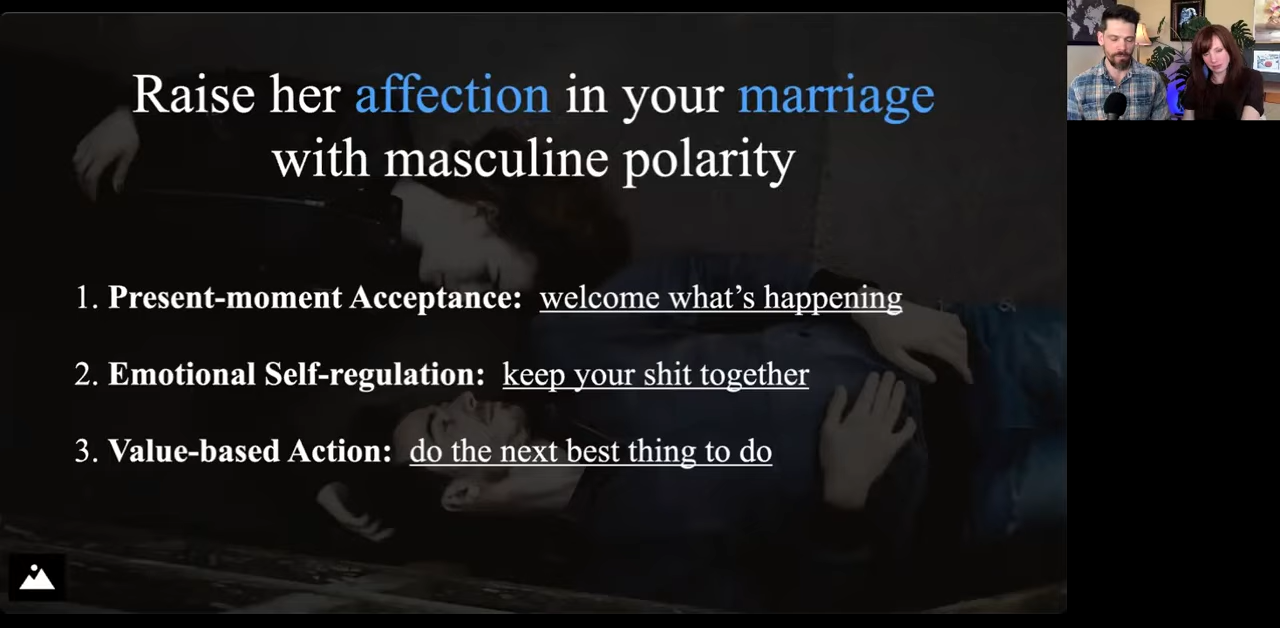 Raise her affection in your marriage
with masculine polarity
1. Present-moment Acceptance: welcome what’s happening
2. Emotional Self-regulation: keep your shit together
3. Value-based Action: do the next best thing to do